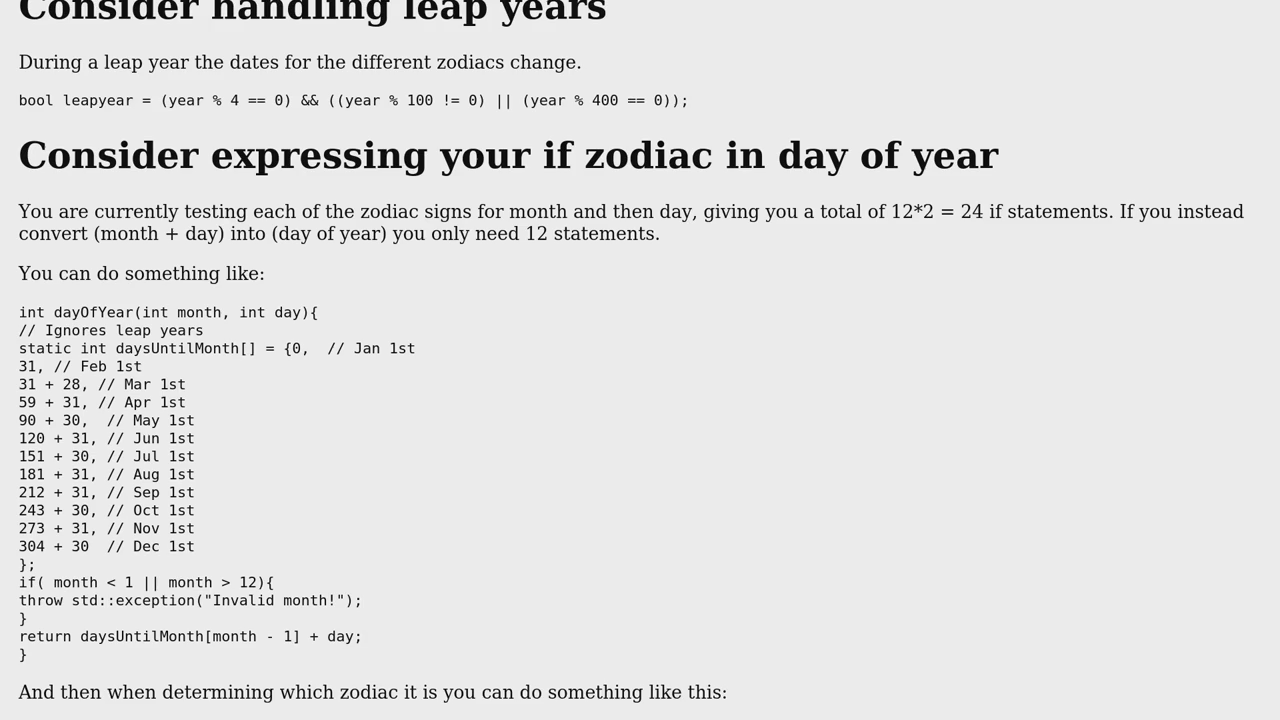 Consider handling leap years
During a leap year the dates for the different zodiacs change.
bool leapyear = (year % 4 == 0) && ((year % 100 != 0) || (year % 400 == 0));
Consider expressing your if zodiac in day of year
You are currently testing each of the zodiac signs for month and then day, giving you a total of 12*2 = 24 if statements. If you instead
convert (month + day) into (day of year) you only need 12 statements.
You can do something like:
int dayOfYear(int month, int day){
// Ignores leap years
static int daysUntilMonth[] = {0,  // Jan 1st
31, // Feb 1st
31 + 28, // Mar 1st
59 + 31, // Apr 1st
90 + 30,  // May 1st
120 + 31, // Jun 1st
151 + 30, // Jul 1st
181 + 31, // Aug 1st
212 + 31, // Sep 1st
243 + 30, // Oct 1st
273 + 31, // Nov 1st
304 + 30  // Dec 1st
};
if( month < 1 || month > 12){
throw std::exception("Invalid month!");
}
return daysUntilMonth[month - 1] + day;
}
And then when determining which zodiac it is you can do something like this: